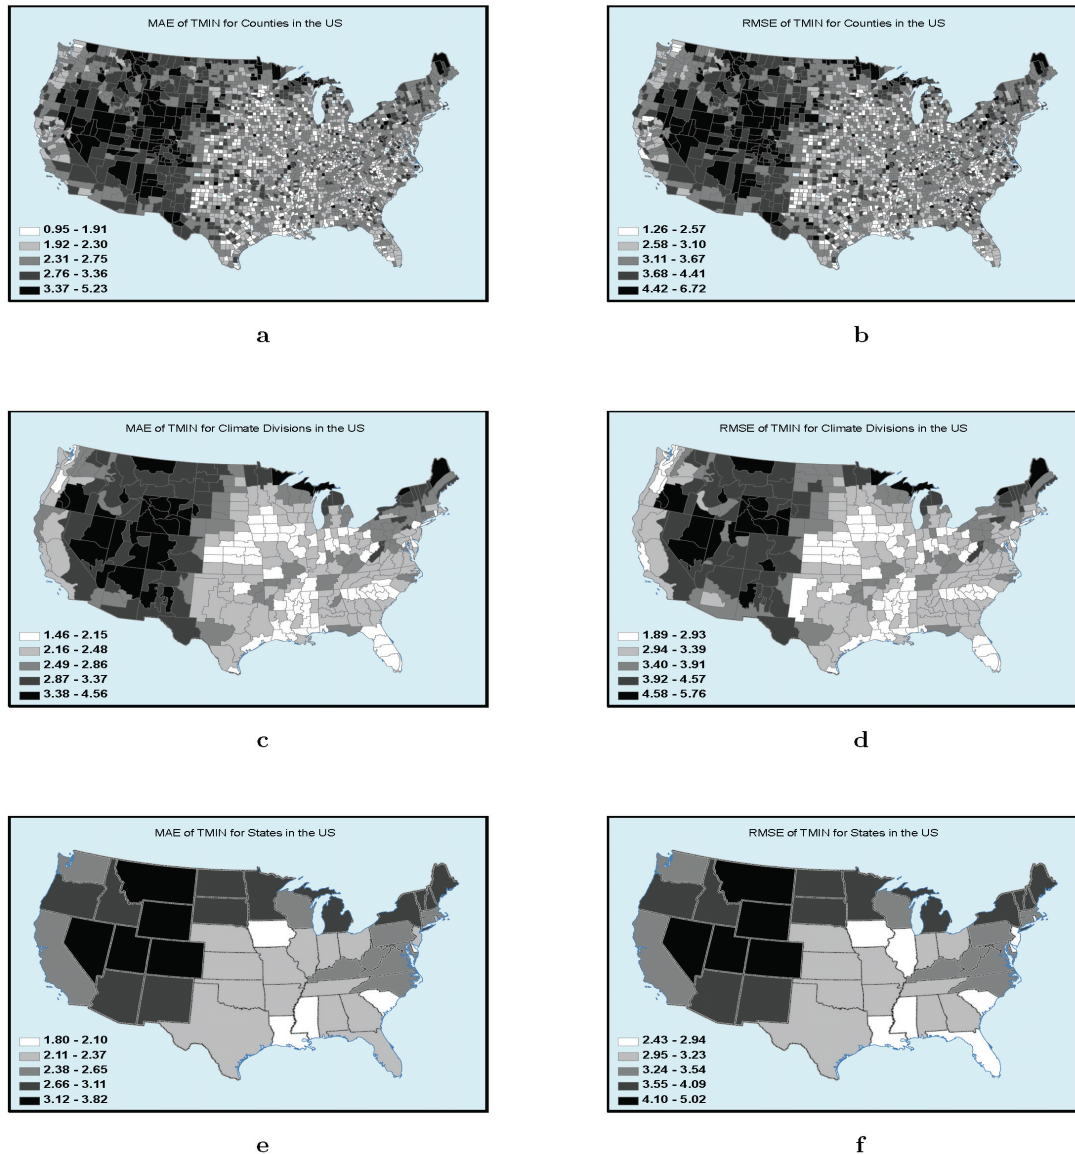 MAE of TMIN for Counties in the US
0.95 - 1.91
1.92 - 2.30
2.31 - 2.75
2.76 - 3.36
3.37 - 5.23
a
RMSE of TMIN for Counties in the US
1.26 - 2.57
2.58 - 3.10
3.11 - 3.67
3.68 - 4.41
4.42 - 6.72
b
MAE of TMIN for Climate Divisions in the US
1.46 - 2.15
2.16 - 2.48
2.49 - 2.86
2.87 - 3.37
3.38 - 4.56
c
RMSE of TMIN for Climate Divisions in the US
1.89 - 2.93
2.94 - 3.39
3.40 - 3.91
3.92 - 4.57
4.58 - 5.76
d
MAE of TMIN for States in the US
1.80 - 2.10
2.11 - 2.37
2.38 - 2.65
2.66 - 3.11
3.12 - 3.82
e
RMSE of TMIN for States in the US
2.43 - 2.94
2.95 - 3.23
3.24 - 3.54
3.55 - 4.09
4.10 - 5.02
f